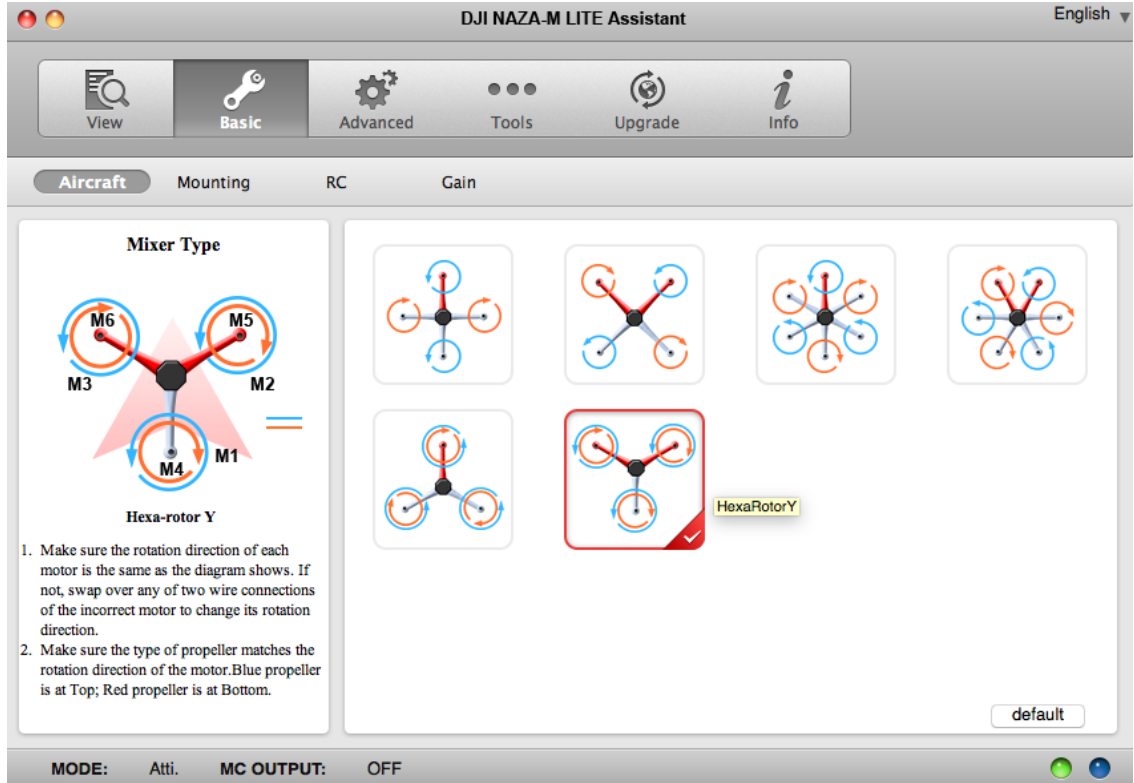 DJI NAZA-M LITE Assistant
English
View
Basic
Advanced
Tools
Upgrade
Info
Aircraft
Mounting
RC
Gain
Mixer Type
M6
M5
M3
M2
M4
M1
Hexa-rotor Y
1. Make sure the rotation direction of each
motor is the same as the diagram shows. If
not, swap over any of two wire connections
of the incorrect motor to change its rotation
direction.
2. Make sure the type of propeller matches the
rotation direction of the motor.Blue propeller
is at Top; Red propeller is at Bottom.
HexaRotorY
default
MODE: Atti. MC OUTPUT: OFF